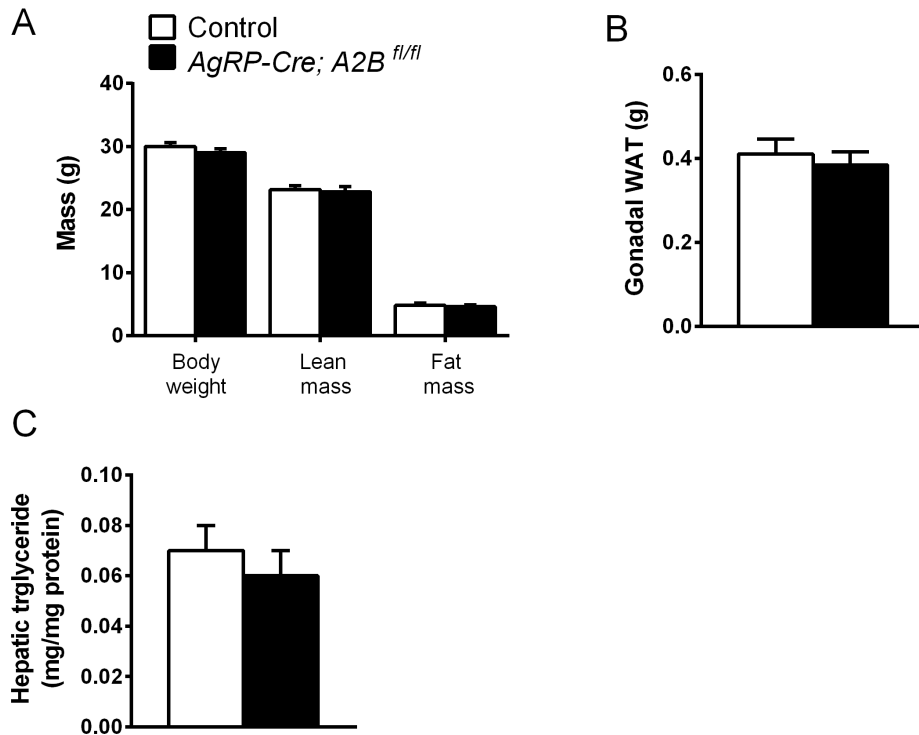 A
Control
AgRP-Cre; A2B fl/fl
Mass (g)
40
30
20
10
0
Body
weight
Lean
mass
Fat
mass
B
Gonadal WAT (g)
0.6
0.4
0.2
0.0
C
Hepatic trglyceride
(mg/mg protein)
0.10
0.08
0.06
0.04
0.02
0.00